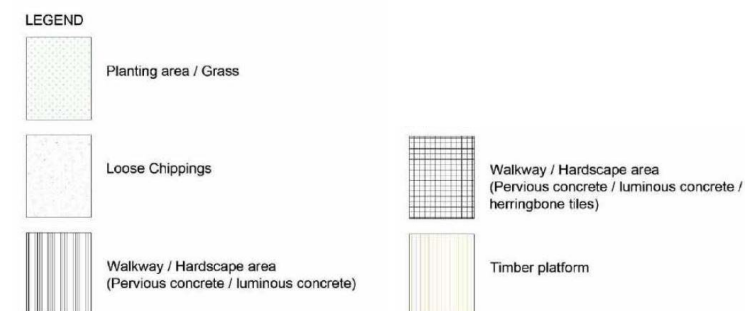 LEGEND
Planting area / Grass
Loose Chippings
Walkway / Hardscape area
(Pervious concrete / luminous concrete)
Walkway / Hardscape area
(Pervious concrete / luminous concrete /
herringbone tiles)
Timber platform